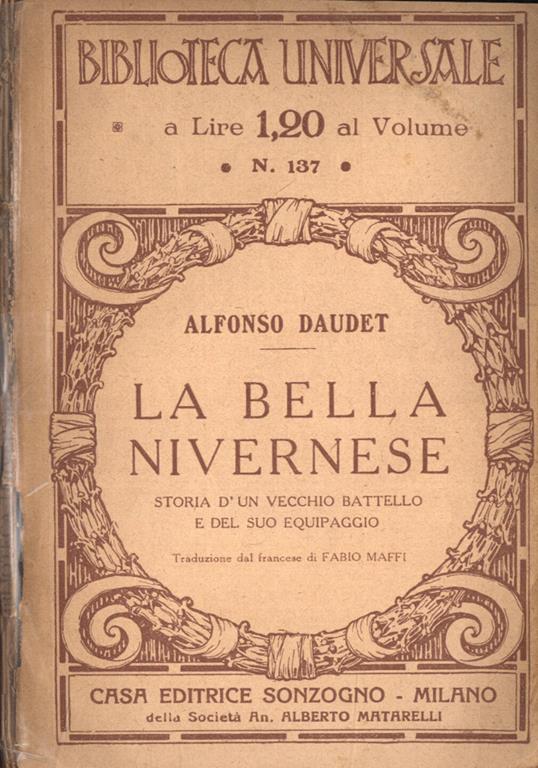 BIBLIOTECA UNIVERSALE
a Lire 1,20 al Volume
• N. 137 •
ALFONSO DAUDET
LA BELLA
NIVERNESE
STORIA D'UN VECCHIO BATTELLO
E DEL SUO EQUIPAGGIO
Traduzione dal francese di FABIO MAFFI
CASA EDITRICE SONZOGNO - MILANO
della Società An. ALBERTO MATARELLI